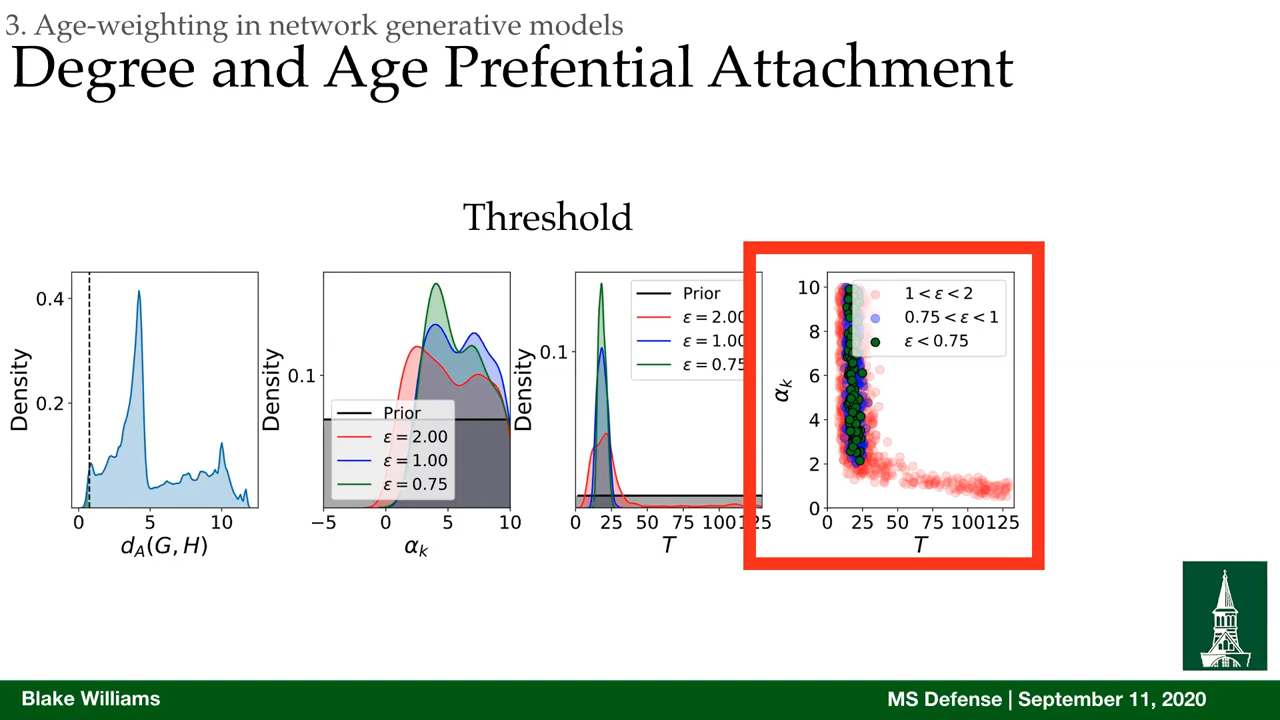 3. Age-weighting in network generative models
Degree and Age Prefential Attachment
Threshold
Density
0.4
0.2
0 5 10
d_A(G, H)
Density
0.1
Prior
ε = 2.00
ε = 1.00
ε = 0.75
−5 0 5 10
α_k
Density
0.1
Prior
ε = 2.00
ε = 1.00
ε = 0.75
0 25 50 75 100 125
T
α_k
10
8
6
4
2
0
1 < ε < 2
0.75 < ε < 1
ε < 0.75
0 25 50 75 100 125
T
Blake Williams
MS Defense | September 11, 2020